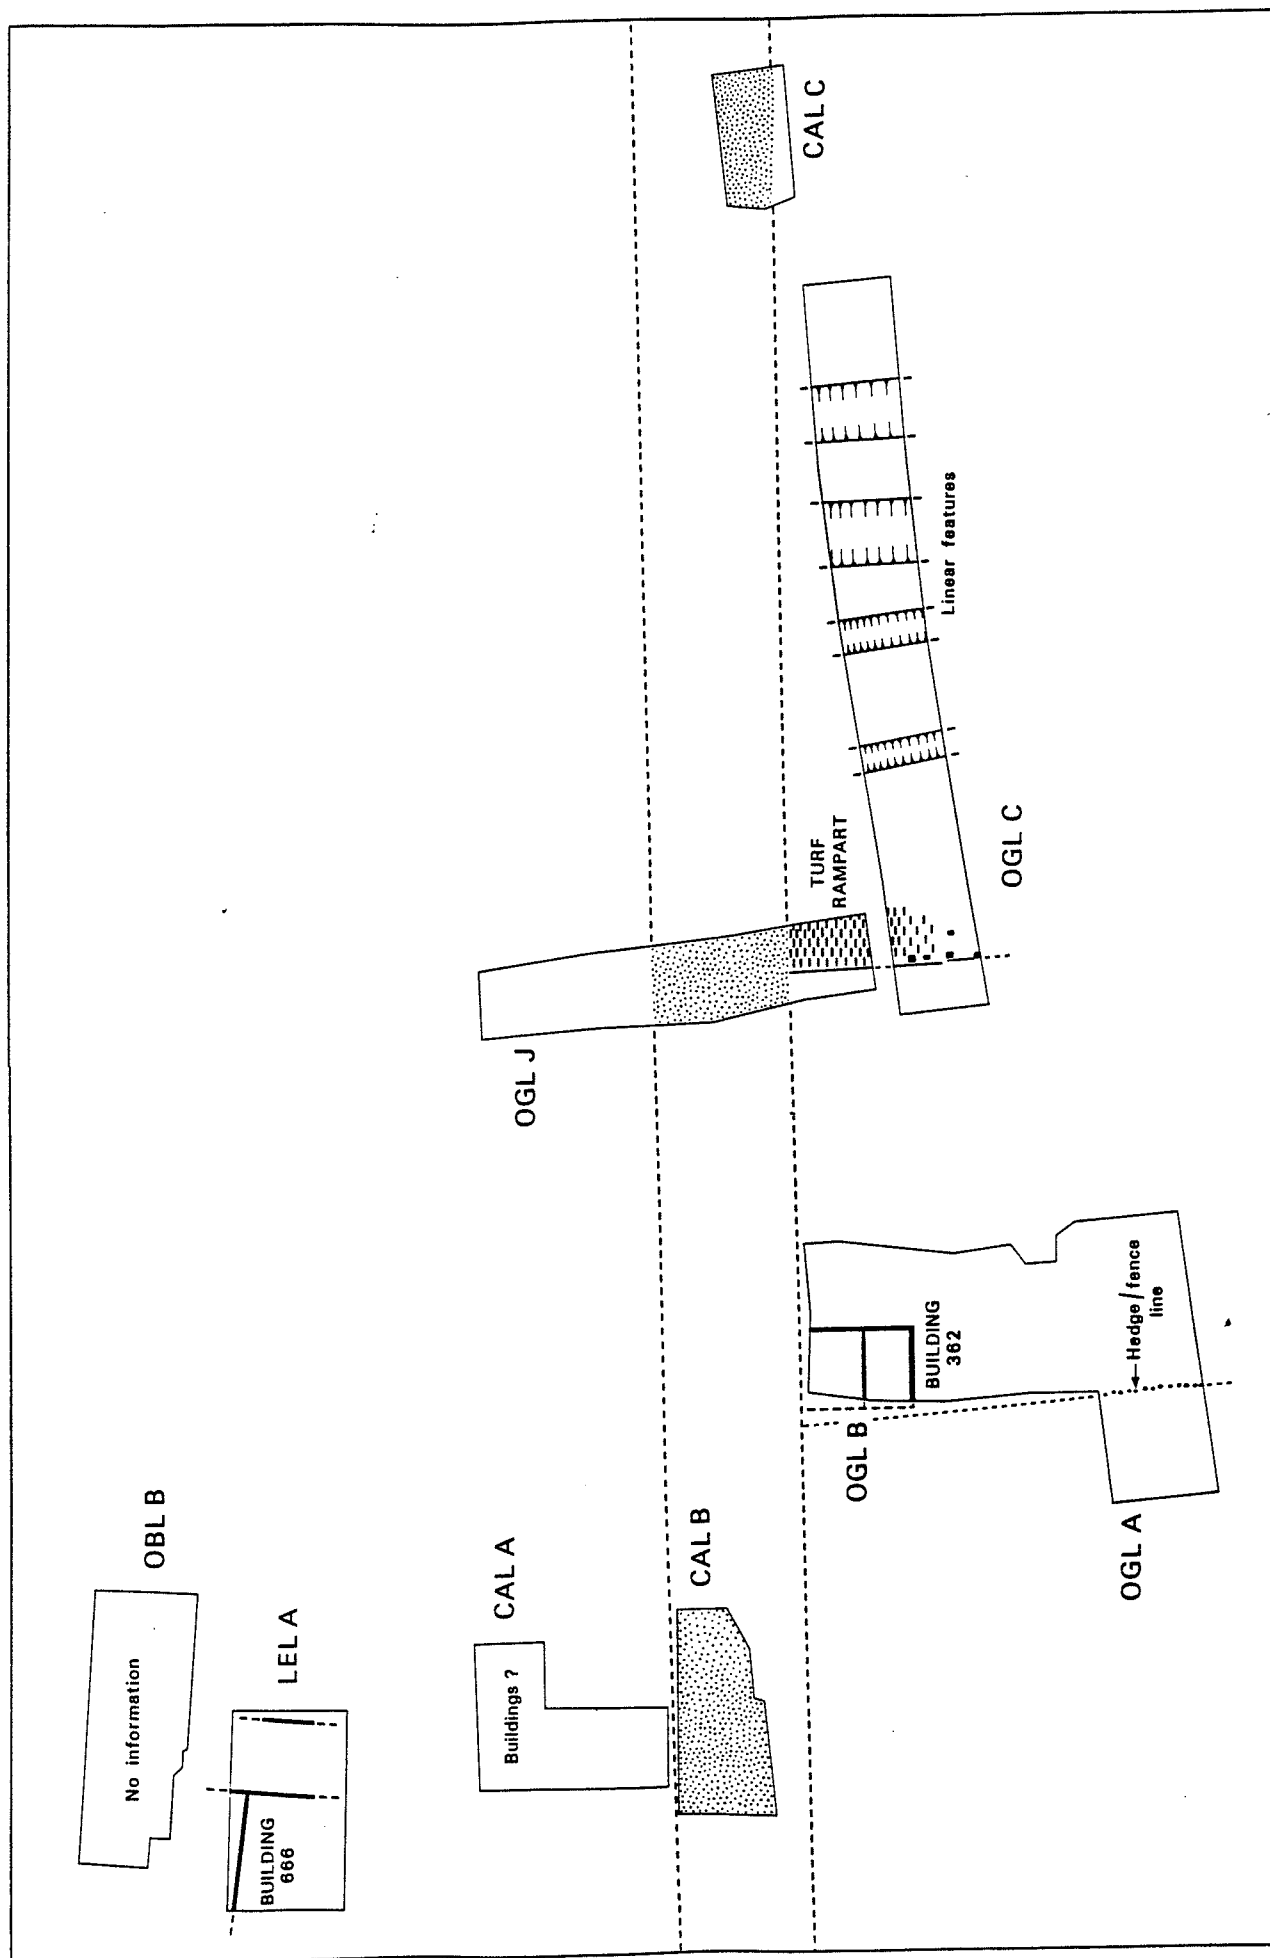 OBL B
No information
LEL A
BUILDING
666
CAL A
Buildings ?
CAL B
OGL J
OGL B
BUILDING
362
Hedge/fence
line
OGL A
TURF
RAMPART
OGL C
Linear features
CAL C